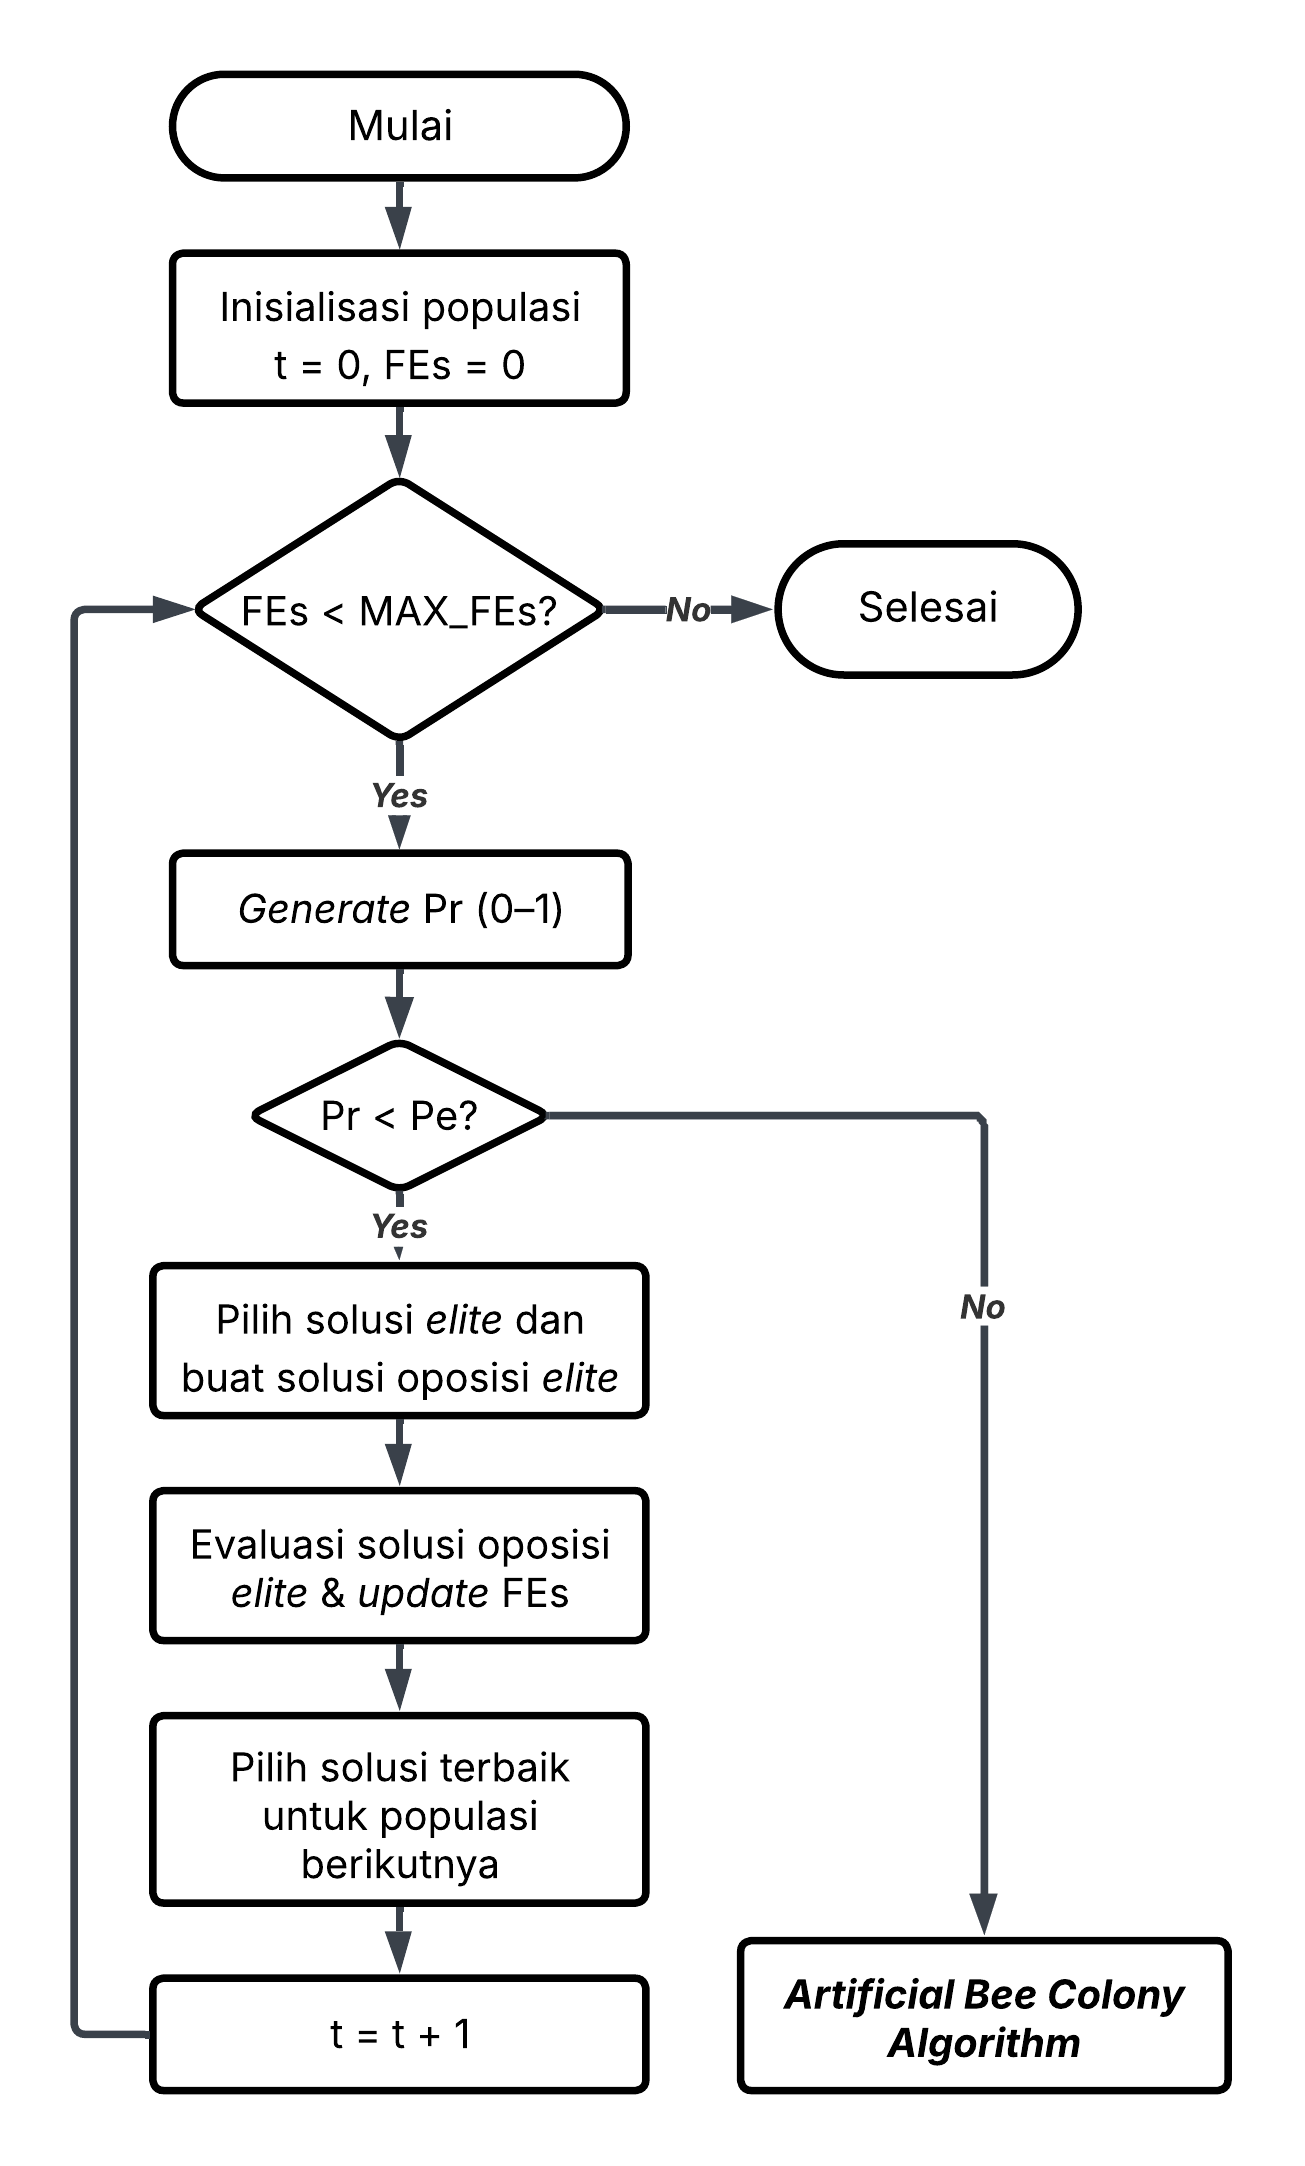 Mulai
Inisialisasi populasi
t = 0, FEs = 0
FEs < MAX_FEs?
No
Selesai
Yes
Generate Pr (0–1)
Pr < Pe?
Yes
No
Pilih solusi elite dan
buat solusi oposisi elite
Evaluasi solusi oposisi
elite & update FEs
Pilih solusi terbaik
untuk populasi
berikutnya
t = t + 1
Artificial Bee Colony
Algorithm